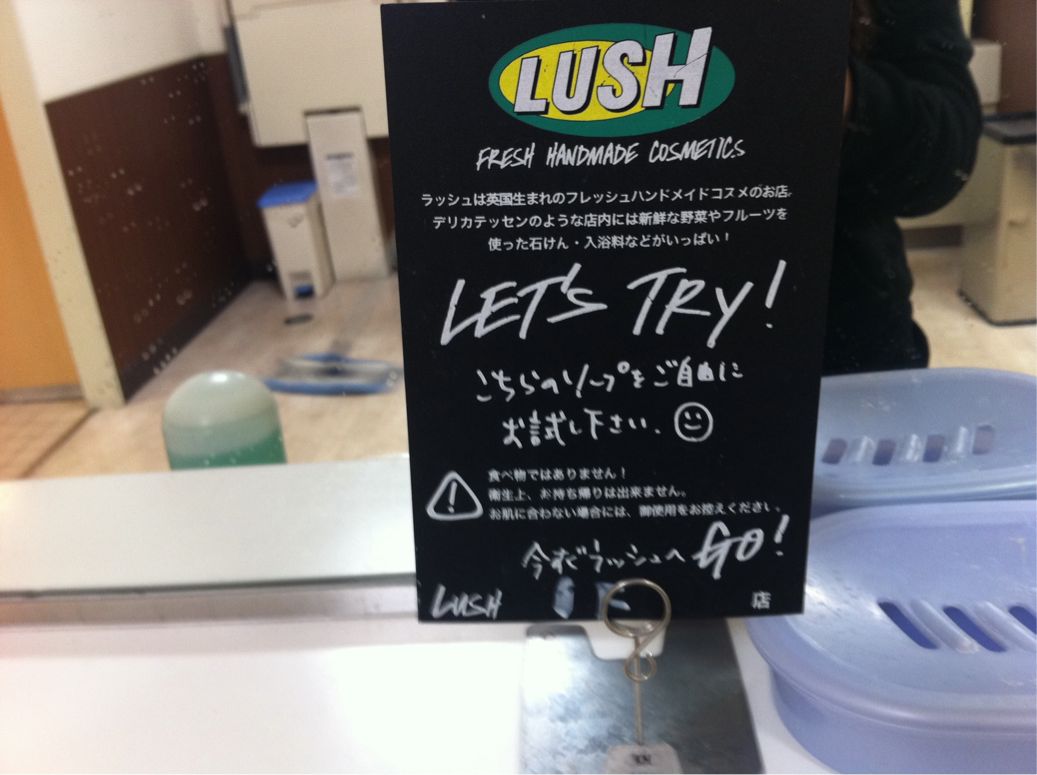 LUSH
FRESH HANDMADE COSMETICS
ラッシュは英国生まれのフレッシュハンドメイドコスメのお店。
デリカテッセンのような店内には新鮮な野菜やフルーツを
使った石けん・入浴料などがいっぱい！
LET'S TRY!
こちらのソープをご自由に
お試し下さい。
食べ物ではありません！
衛生上、お持ち帰りは出来ません。
お肌に合わない場合には、御使用をお控えください。
今すぐラッシュへ GO!
LUSH 店